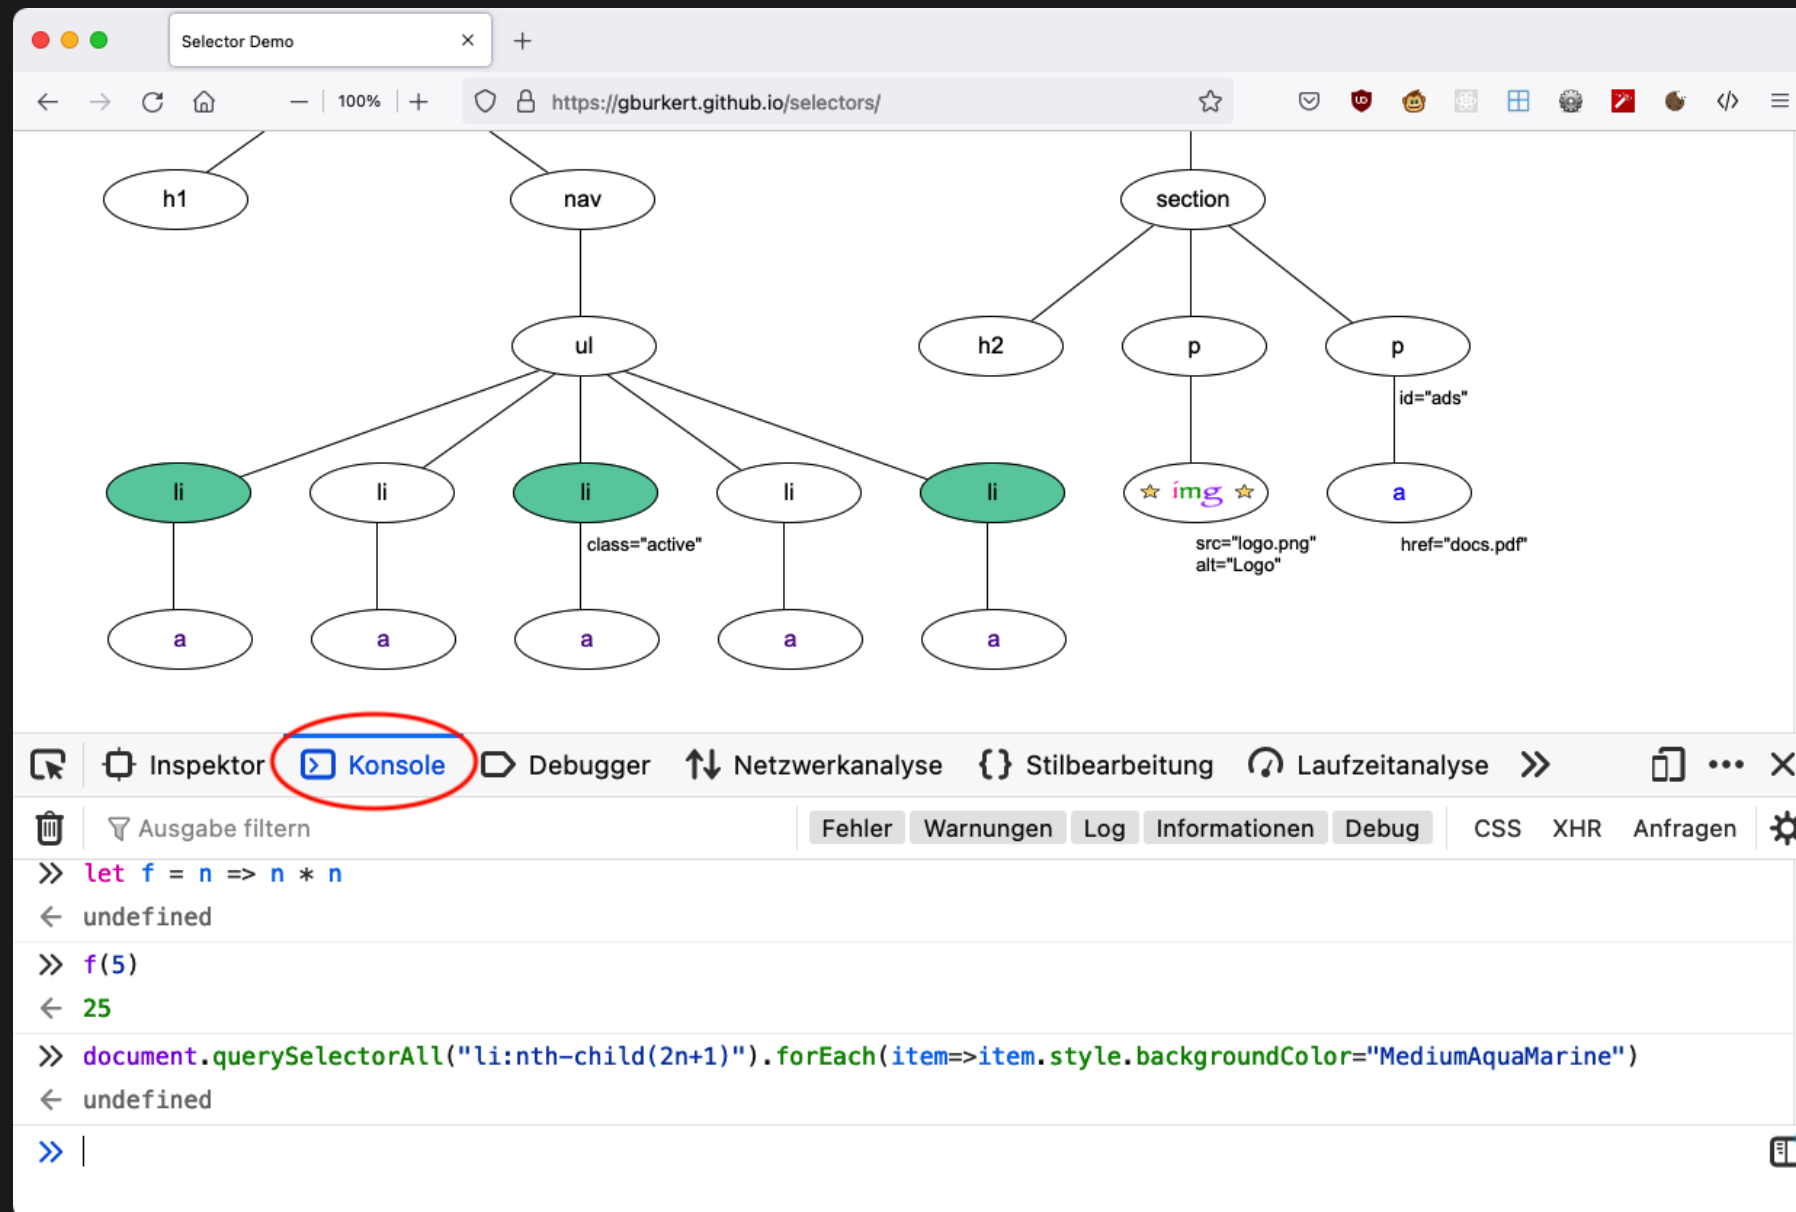 Selector Demo
100%
https://gburkert.github.io/selectors/
h1
nav
section
ul
h2
p
p
id="ads"
li
li
li
li
li
img
a
class="active"
src="logo.png"
alt="Logo"
href="docs.pdf"
a
a
a
a
a
Inspektor
Konsole
Debugger
Netzwerkanalyse
Stilbearbeitung
Laufzeitanalyse
Ausgabe filtern
Fehler
Warnungen
Log
Informationen
Debug
CSS
XHR
Anfragen
let f = n => n * n
undefined
f(5)
25
document.querySelectorAll("li:nth-child(2n+1)").forEach(item=>item.style.backgroundColor="MediumAquaMarine")
undefined